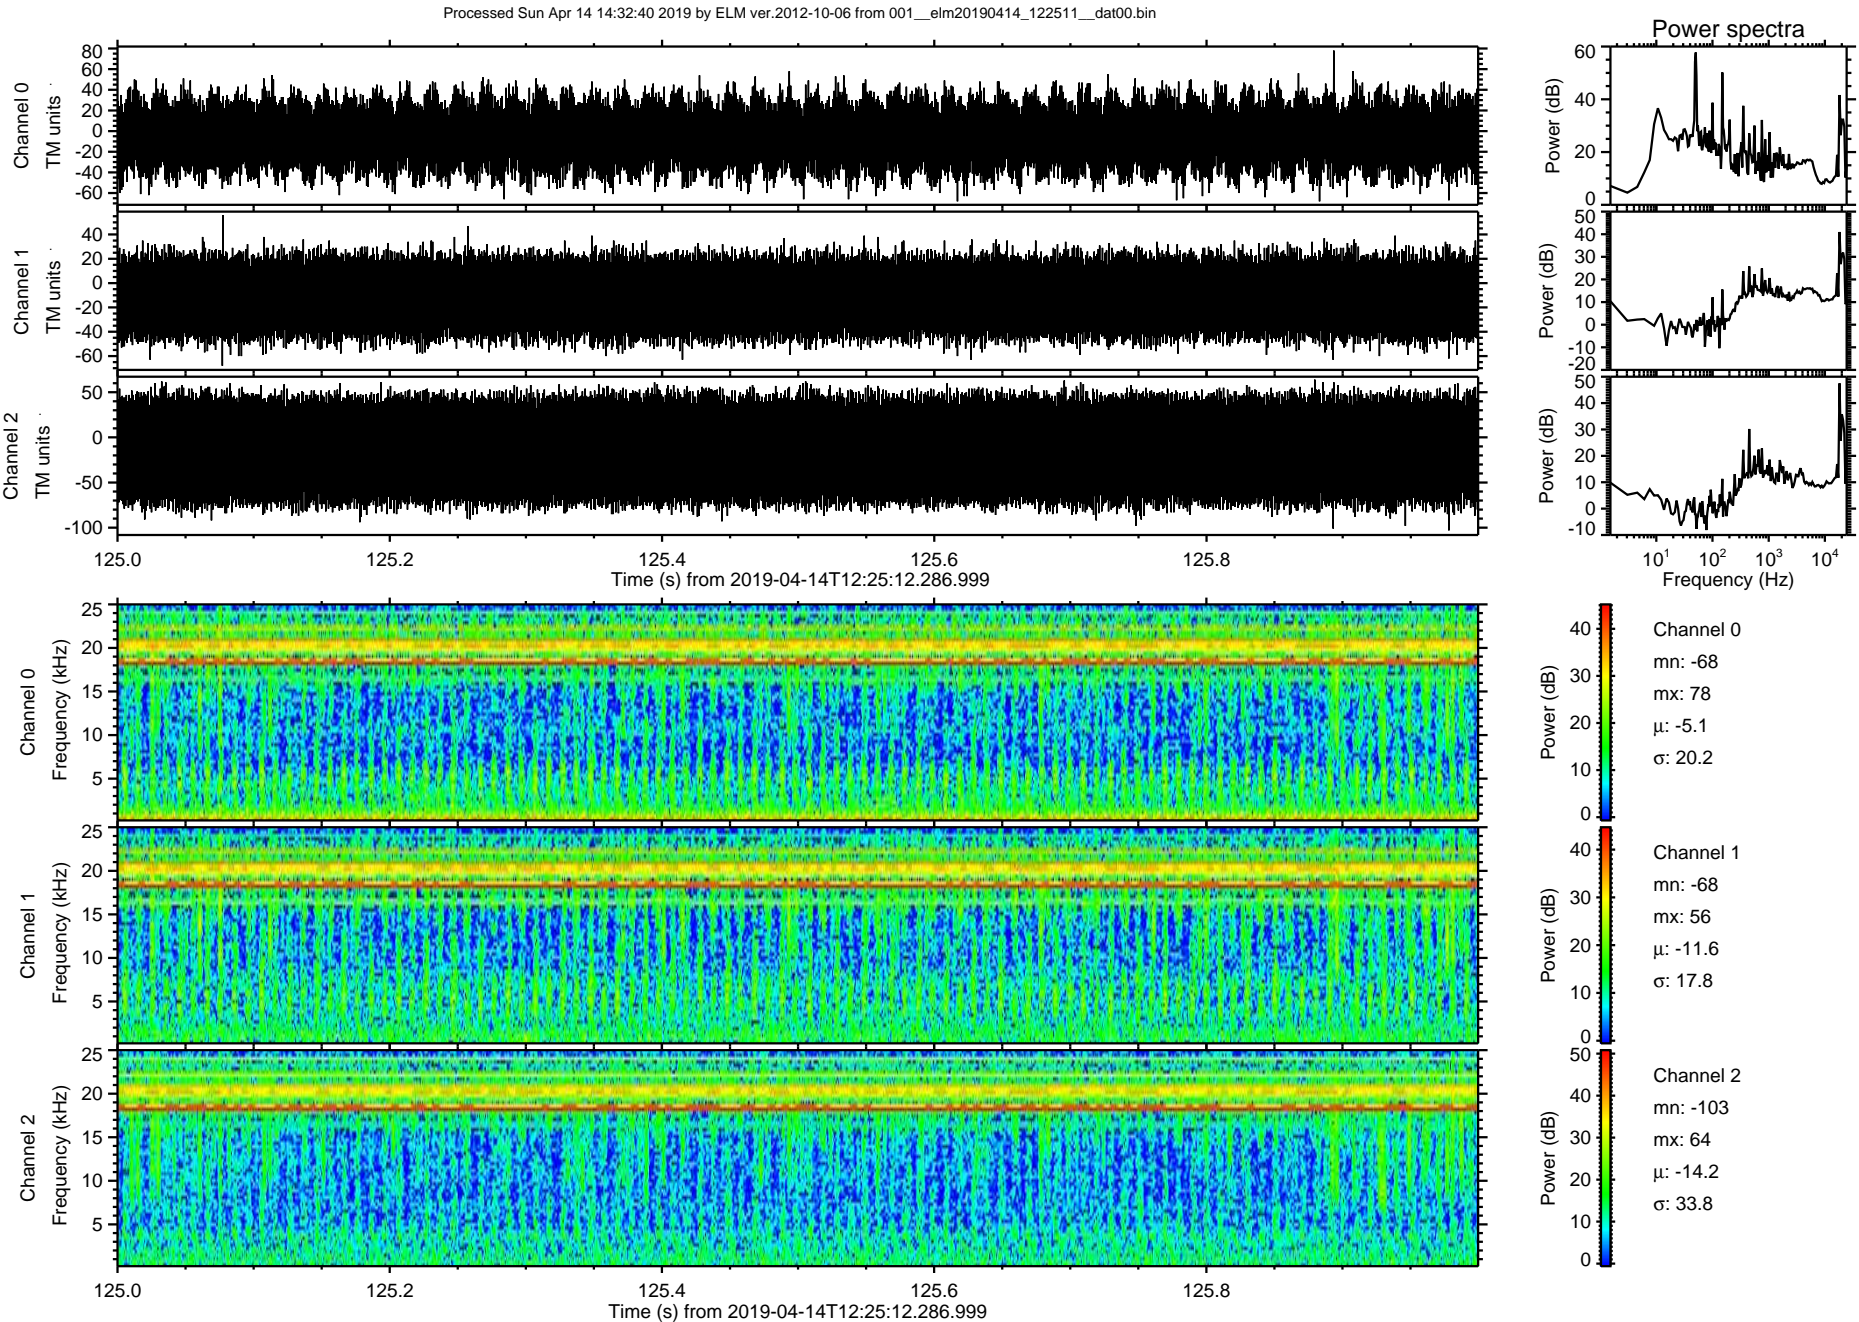 Processed Sun Apr 14 14:32:40 2019 by ELM ver.2012-10-06 from 001__elm20190414_122511__dat00.bin
Power spectra
Channel 0
TM units
80
60
40
20
0
-20
-40
-60
Power (dB)
60
40
20
0
Channel 1
TM units
40
20
0
-20
-40
-60
Power (dB)
50
40
30
20
10
0
-10
-20
Channel 2
TM units
50
0
-50
-100
Power (dB)
50
40
30
20
10
0
-10
125.0 125.2 125.4 125.6 125.8
Time (s) from 2019-04-14T12:25:12.286.999
10¹ 10² 10³ 10⁴
Frequency (Hz)
Channel 0
Frequency (kHz)
25
20
15
10
5
Power (dB)
40
30
20
10
0
Channel 0
mn: -68
mx: 78
μ: -5.1
σ: 20.2
Channel 1
Frequency (kHz)
25
20
15
10
5
Power (dB)
40
30
20
10
0
Channel 1
mn: -68
mx: 56
μ: -11.6
σ: 17.8
Channel 2
Frequency (kHz)
25
20
15
10
5
Power (dB)
50
40
30
20
10
0
Channel 2
mn: -103
mx: 64
μ: -14.2
σ: 33.8
125.0 125.2 125.4 125.6 125.8
Time (s) from 2019-04-14T12:25:12.286.999